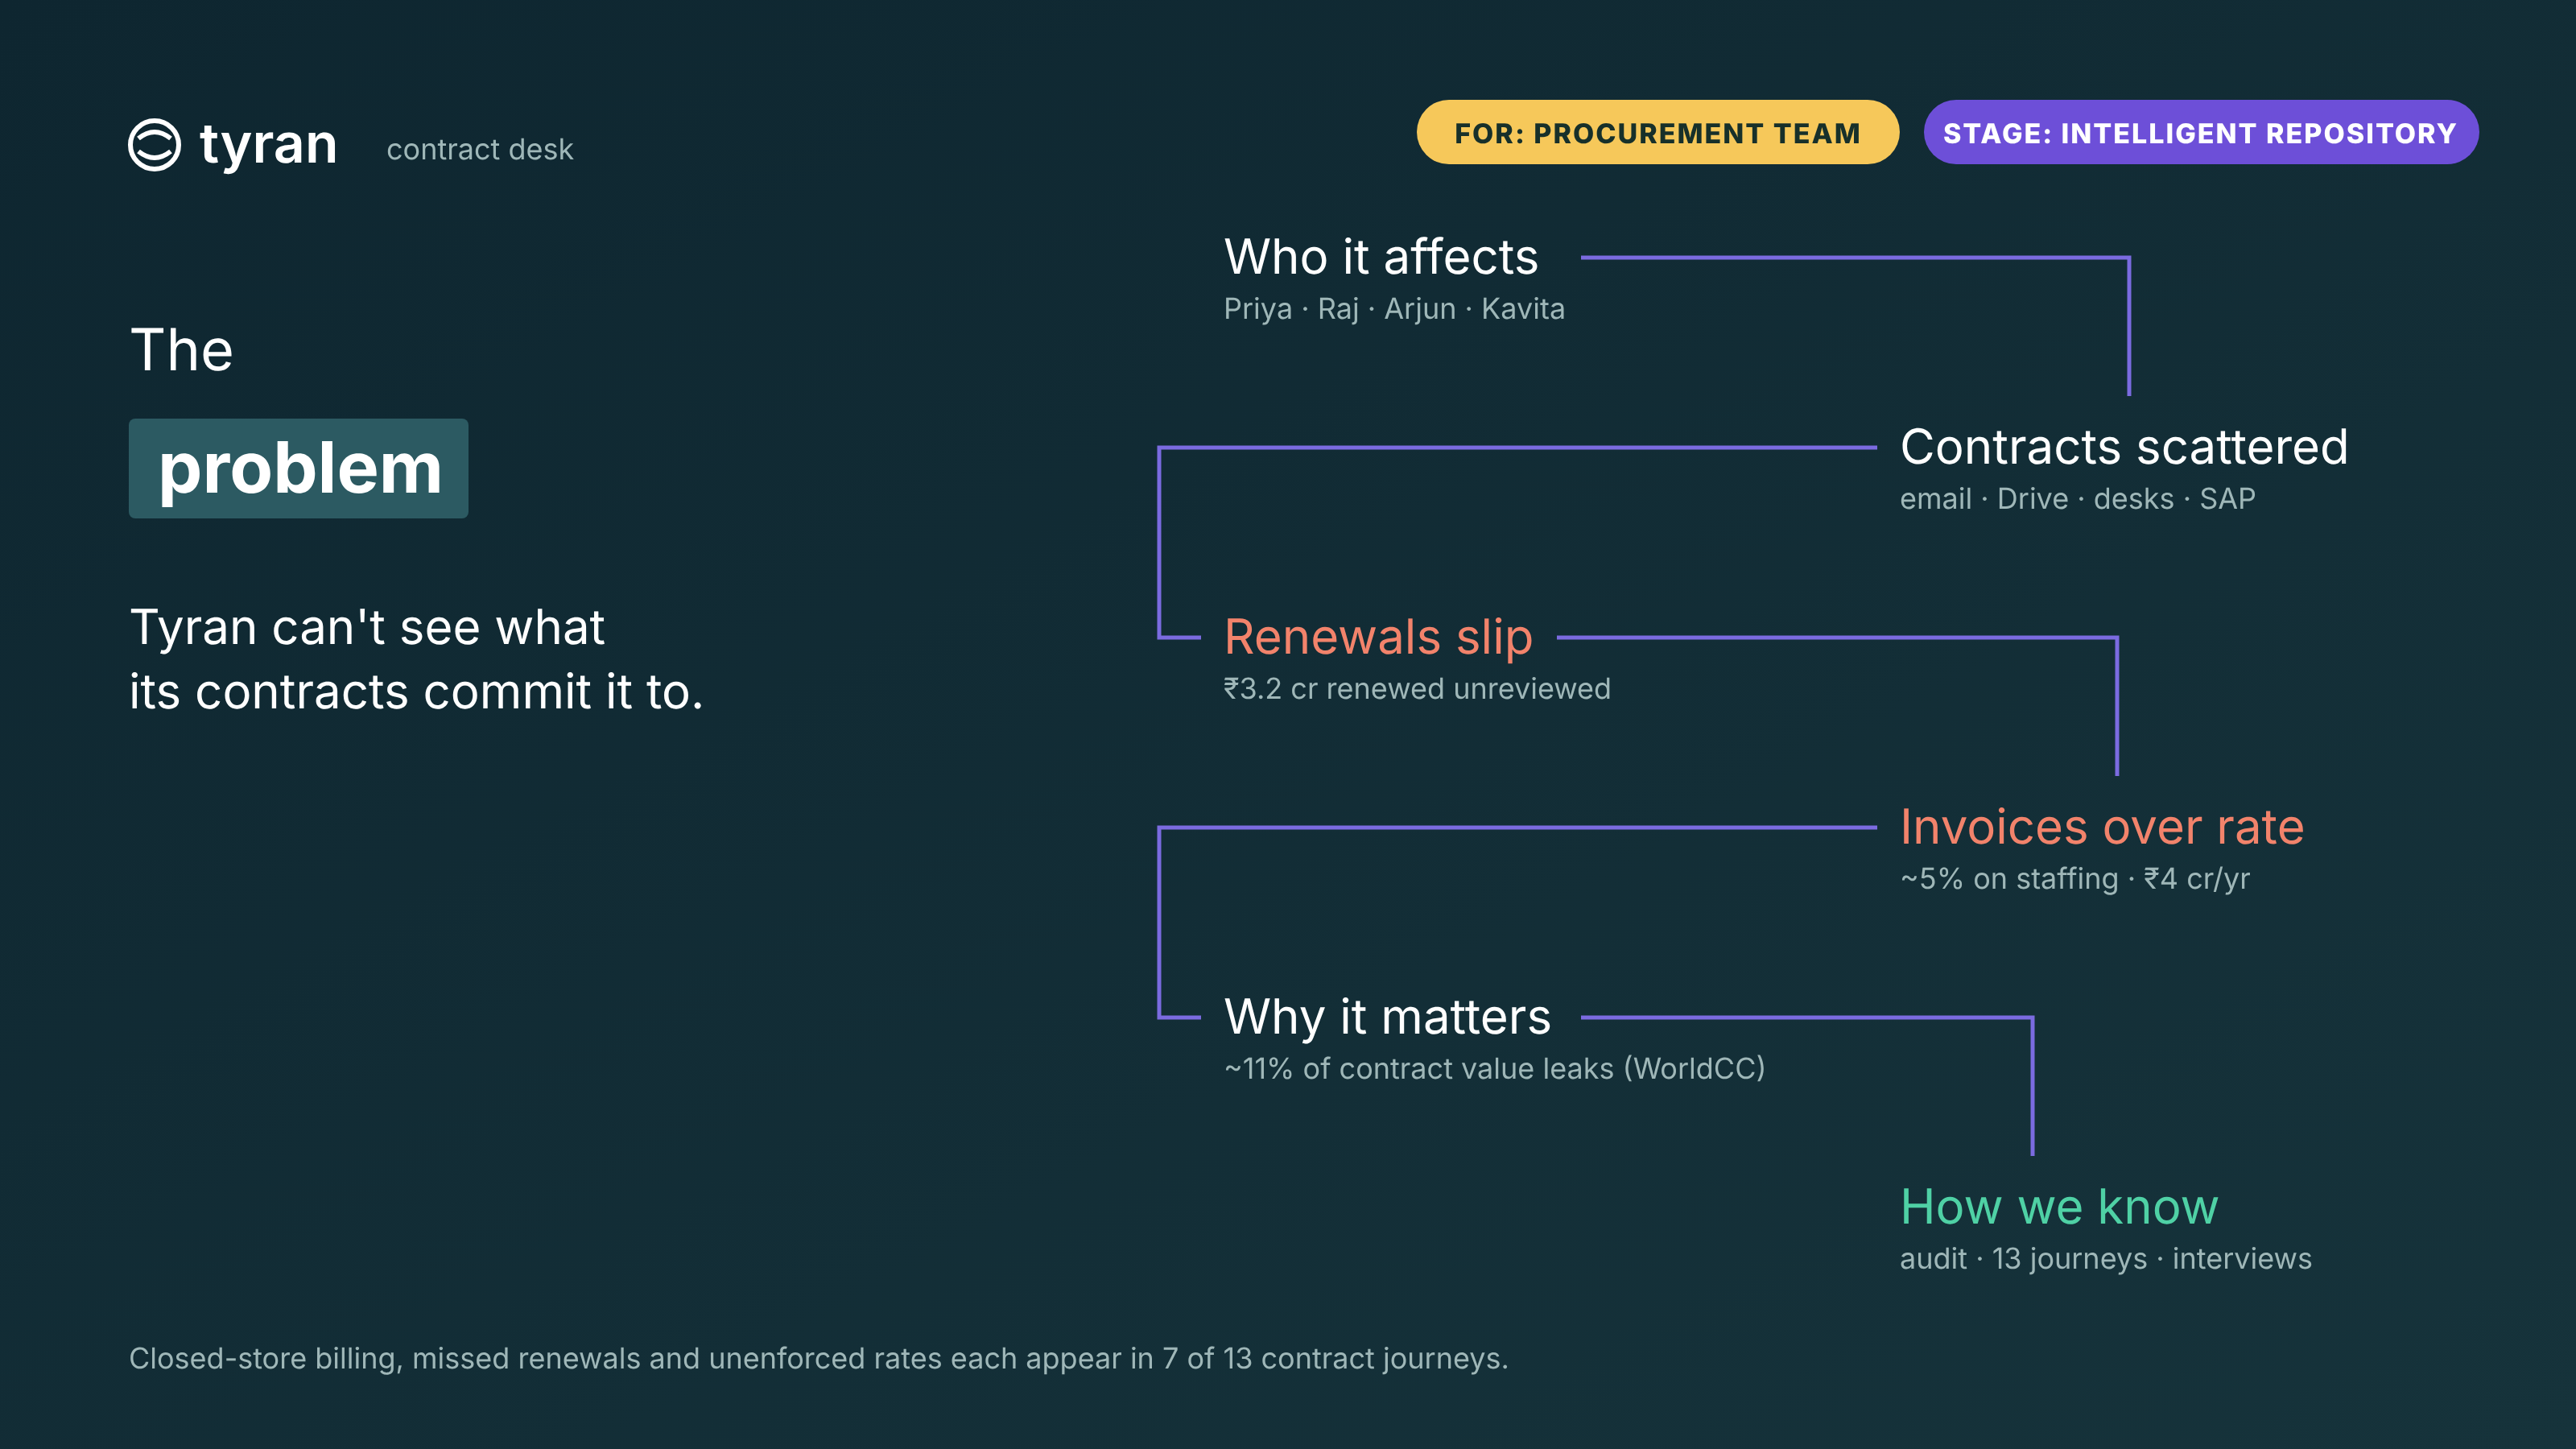 tyran
contract desk
FOR: PROCUREMENT TEAM
STAGE: INTELLIGENT REPOSITORY
The
problem
Tyran can't see what
its contracts commit it to.
Who it affects
Priya · Raj · Arjun · Kavita
Contracts scattered
email · Drive · desks · SAP
Renewals slip
₹3.2 cr renewed unreviewed
Invoices over rate
~5% on staffing · ₹4 cr/yr
Why it matters
~11% of contract value leaks (WorldCC)
How we know
audit · 13 journeys · interviews
Closed-store billing, missed renewals and unenforced rates each appear in 7 of 13 contract journeys.